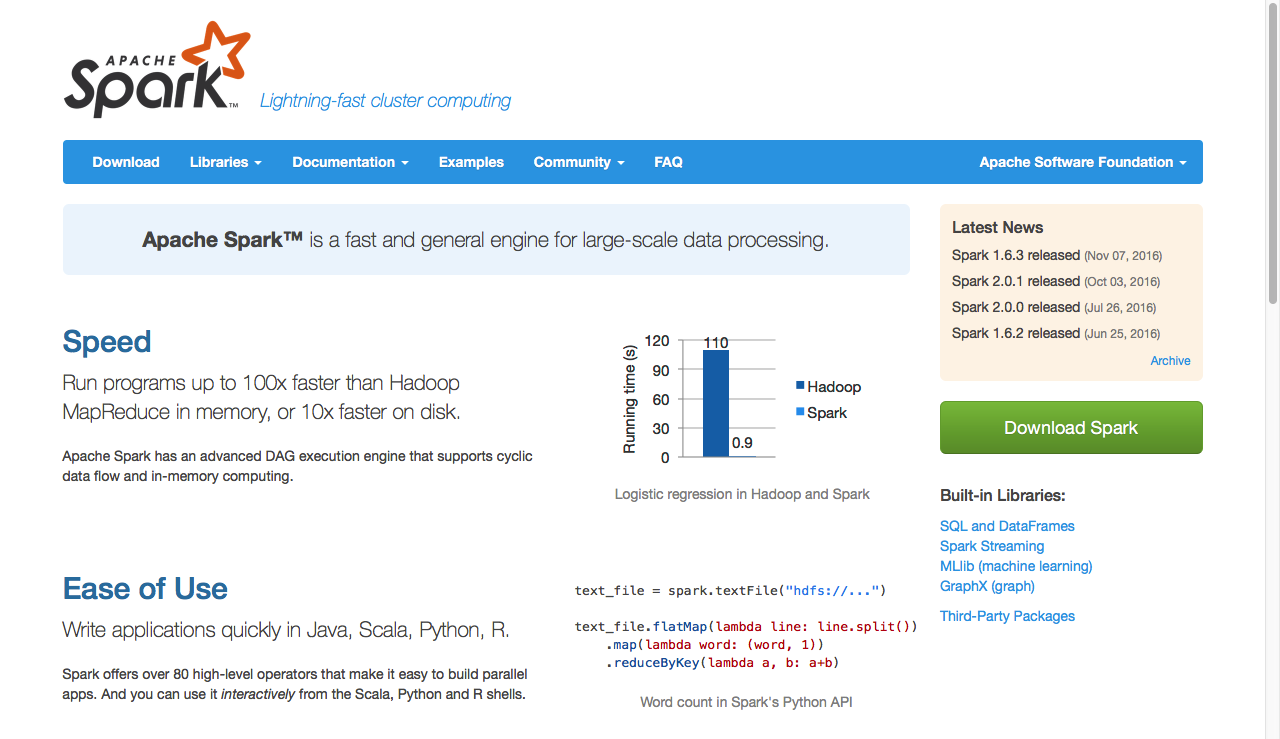 APACHE
Spark™
Lightning-fast cluster computing
Download Libraries Documentation Examples Community FAQ Apache Software Foundation
Apache Spark™ is a fast and general engine for large-scale data processing.
Speed
Run programs up to 100x faster than Hadoop
MapReduce in memory, or 10x faster on disk.
Apache Spark has an advanced DAG execution engine that supports cyclic
data flow and in-memory computing.
Running time (s)
120
90
60
30
0
110
0.9
Hadoop
Spark
Logistic regression in Hadoop and Spark
Ease of Use
Write applications quickly in Java, Scala, Python, R.
Spark offers over 80 high-level operators that make it easy to build parallel
apps. And you can use it interactively from the Scala, Python and R shells.
text_file = spark.textFile("hdfs://...")
text_file.flatMap(lambda line: line.split())
.map(lambda word: (word, 1))
.reduceByKey(lambda a, b: a+b)
Word count in Spark's Python API
Latest News
Spark 1.6.3 released (Nov 07, 2016)
Spark 2.0.1 released (Oct 03, 2016)
Spark 2.0.0 released (Jul 26, 2016)
Spark 1.6.2 released (Jun 25, 2016)
Archive
Download Spark
Built-in Libraries:
SQL and DataFrames
Spark Streaming
MLlib (machine learning)
GraphX (graph)
Third-Party Packages